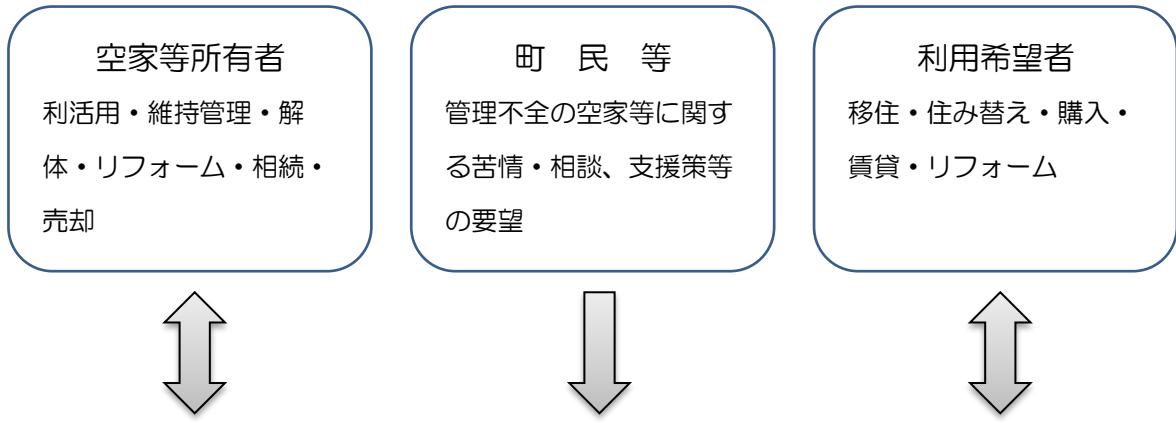 空家等所有者
利活用・維持管理・解
体・リフォーム・相続・
売却
町　民　等
管理不全の空家等に関す
る苦情・相談、支援策等
の要望
利用希望者
移住・住み替え・購入・
賃貸・リフォーム